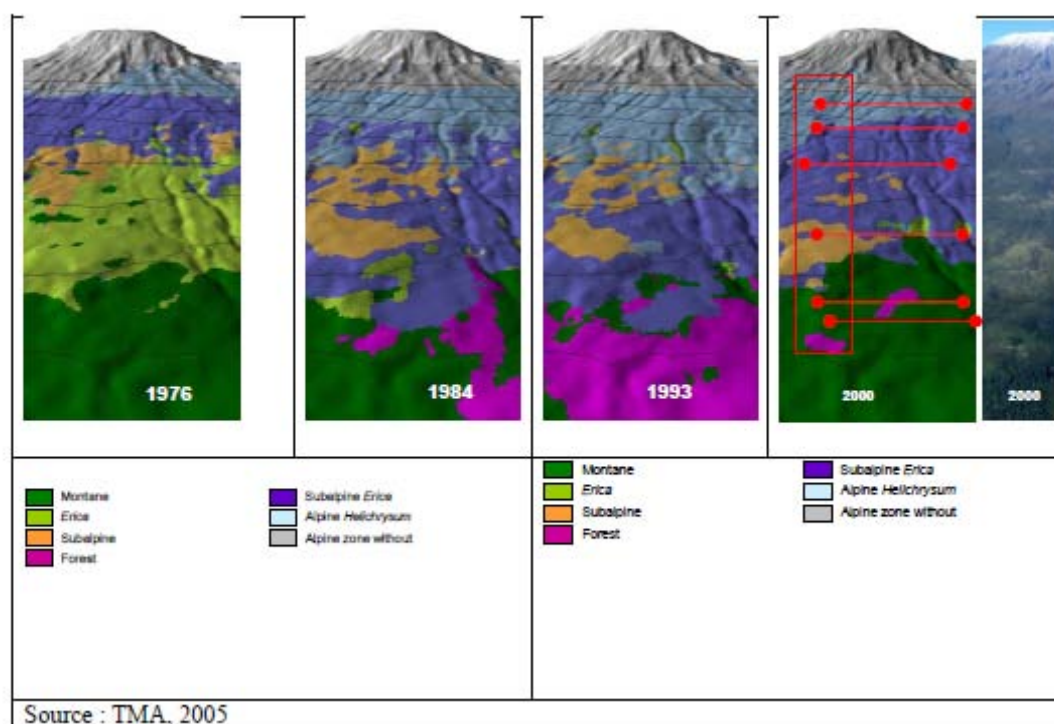 1976
1984
1993
2000
2000
Montane
Erica
Subalpine
Forest
Subalpine Erica
Alpine Helichrysum
Alpine zone without
Montane
Erica
Subalpine
Forest
Subalpine Erica
Alpine Helichrysum
Alpine zone without
Source : TMA, 2005